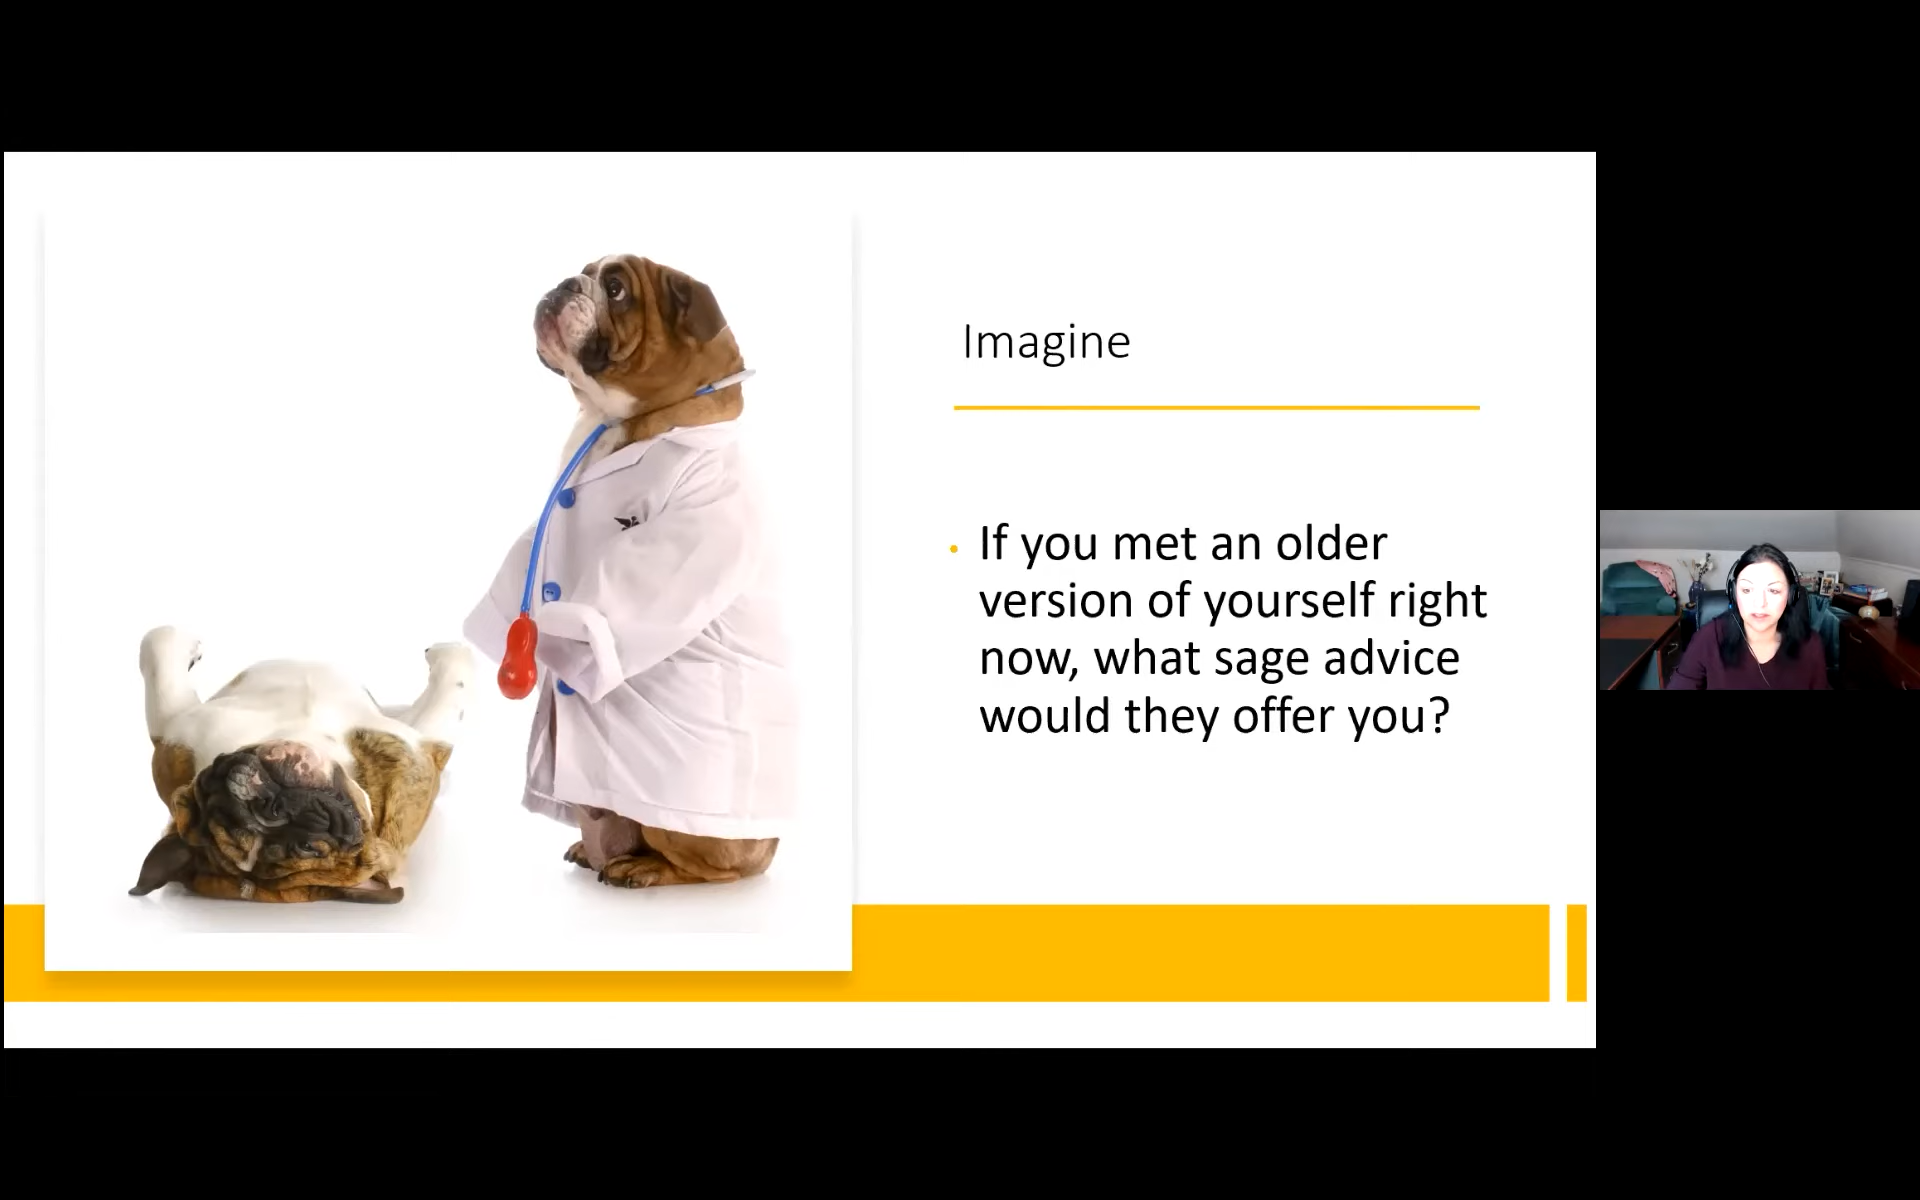 Imagine
• If you met an older
version of yourself right
now, what sage advice
would they offer you?